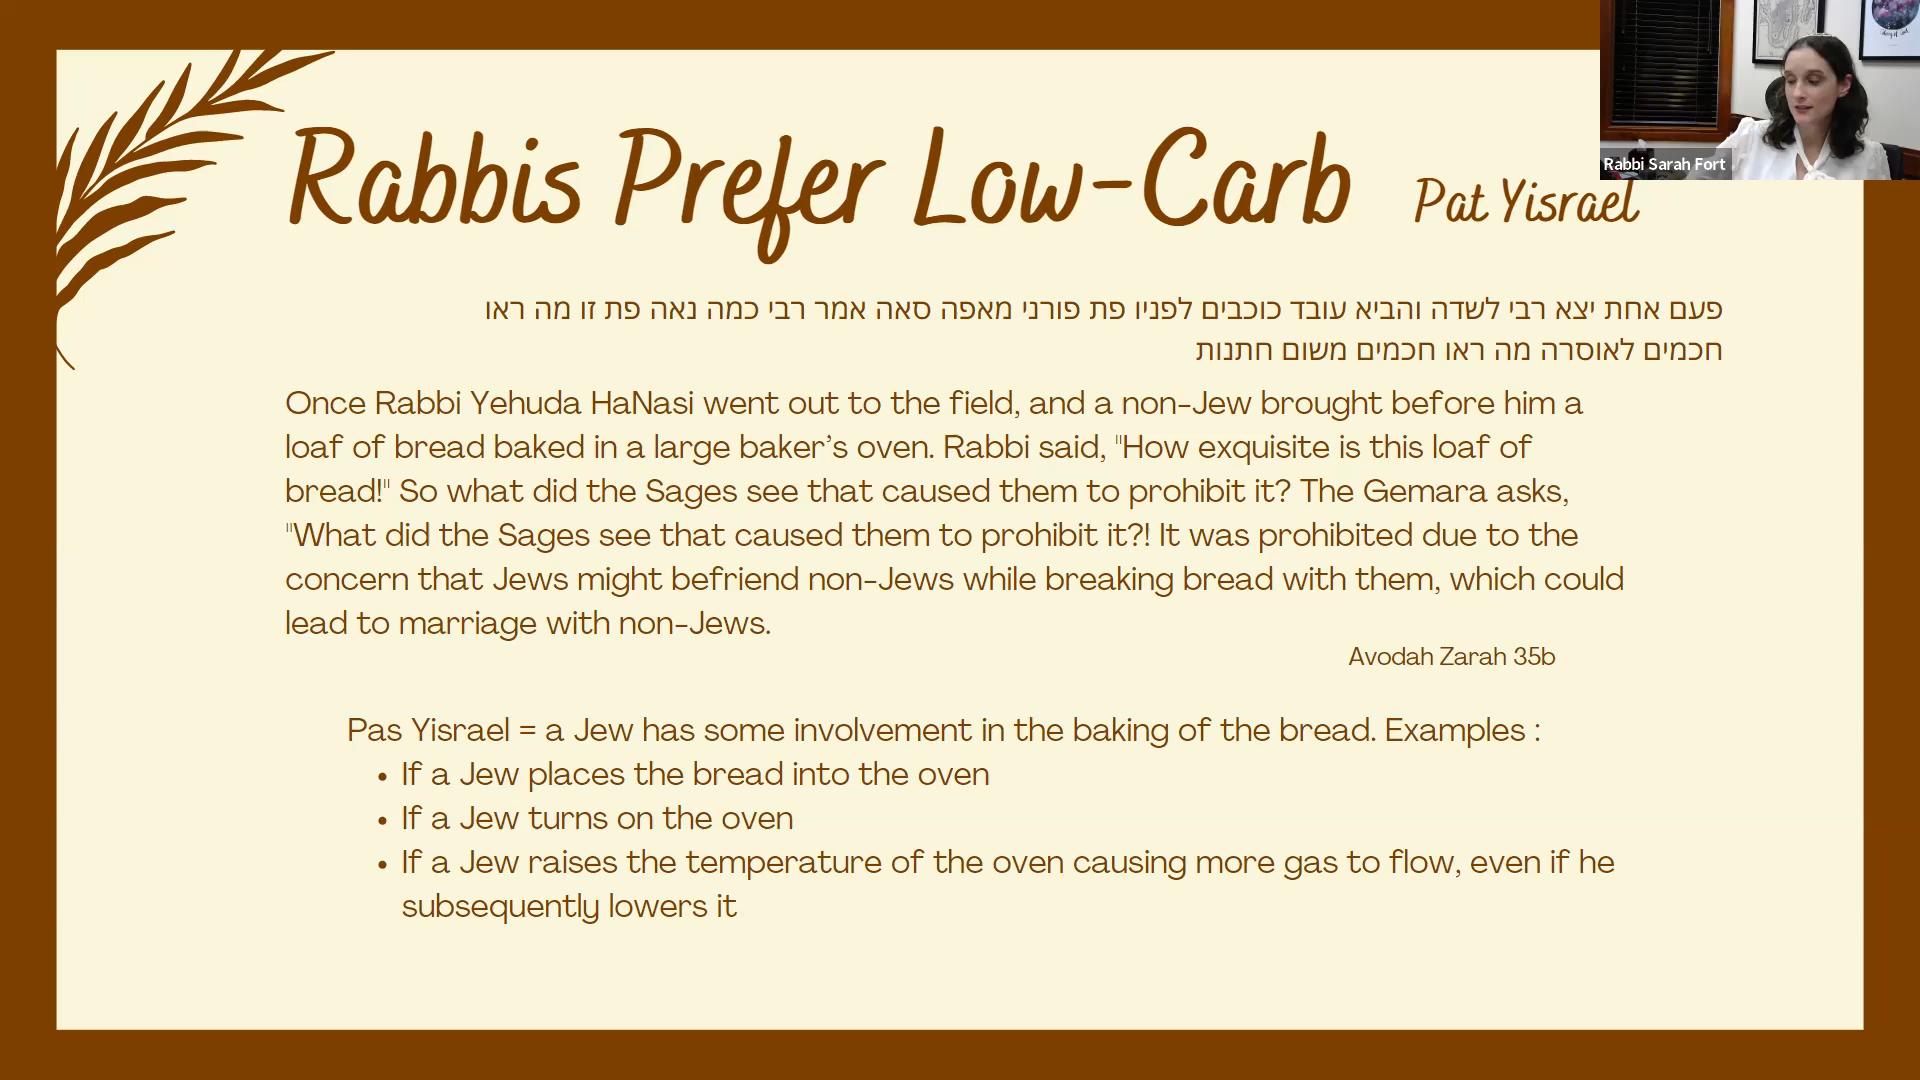 Rabbi Sarah Fort
Rabbis Prefer Low-Carb
Pat Yisrael
פעם אחת יצא רבי לשדה והביא עובד כוכבים לפניו פת פורני מאפה סאה אמר רבי כמה נאה פת זו מה ראו
חכמים לאוסרה מה ראו חכמים משום חתנות
Once Rabbi Yehuda HaNasi went out to the field, and a non-Jew brought before him a
loaf of bread baked in a large baker’s oven. Rabbi said, "How exquisite is this loaf of
bread!" So what did the Sages see that caused them to prohibit it? The Gemara asks,
"What did the Sages see that caused them to prohibit it?! It was prohibited due to the
concern that Jews might befriend non-Jews while breaking bread with them, which could
lead to marriage with non-Jews.
Avodah Zarah 35b
Pas Yisrael = a Jew has some involvement in the baking of the bread. Examples :
• If a Jew places the bread into the oven
• If a Jew turns on the oven
• If a Jew raises the temperature of the oven causing more gas to flow, even if he
subsequently lowers it